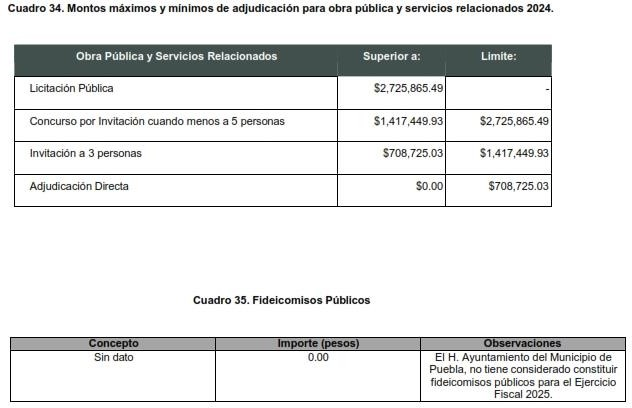 Cuadro 34. Montos máximos y mínimos de adjudicación para obra pública y servicios relacionados 2024.
Obra Pública y Servicios Relacionados Superior a: Limite:
Licitación Pública $2,725,865.49 -
Concurso por Invitación cuando menos a 5 personas $1,417,449.93 $2,725,865.49
Invitación a 3 personas $708,725.03 $1,417,449.93
Adjudicación Directa $0.00 $708,725.03
Cuadro 35. Fideicomisos Públicos
Concepto Importe (pesos) Observaciones
Sin dato 0.00 El H. Ayuntamiento del Municipio de
Puebla, no tiene considerado constituir
fideicomisos públicos para el Ejercicio
Fiscal 2025.